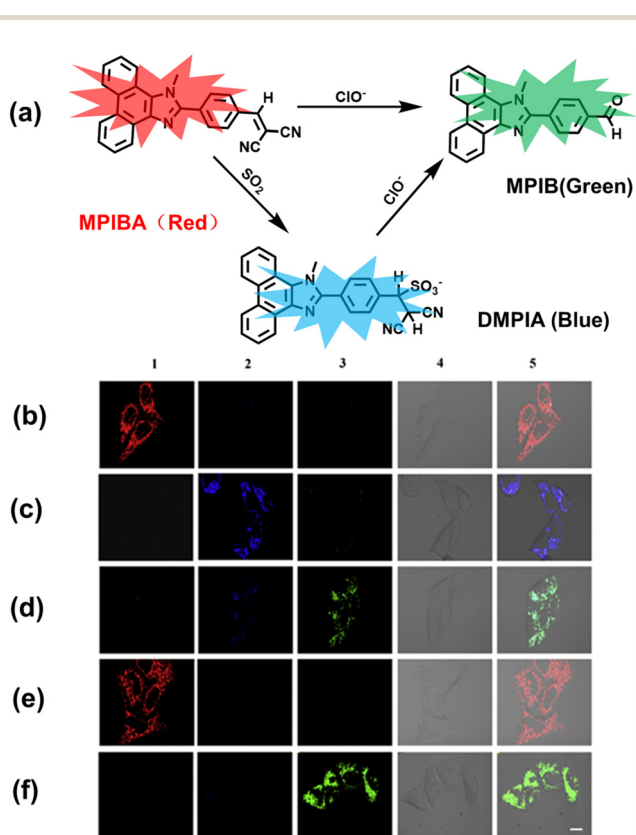 (a)
N
N
H
NC
CN
ClO⁻
N
N
O
H
MPIBA (Red)
SO₂
ClO⁻
MPIB(Green)
N
N
H
SO₃⁻
CN
NC
H
DMPIA (Blue)
1 2 3 4 5
(b)
(c)
(d)
(e)
(f)